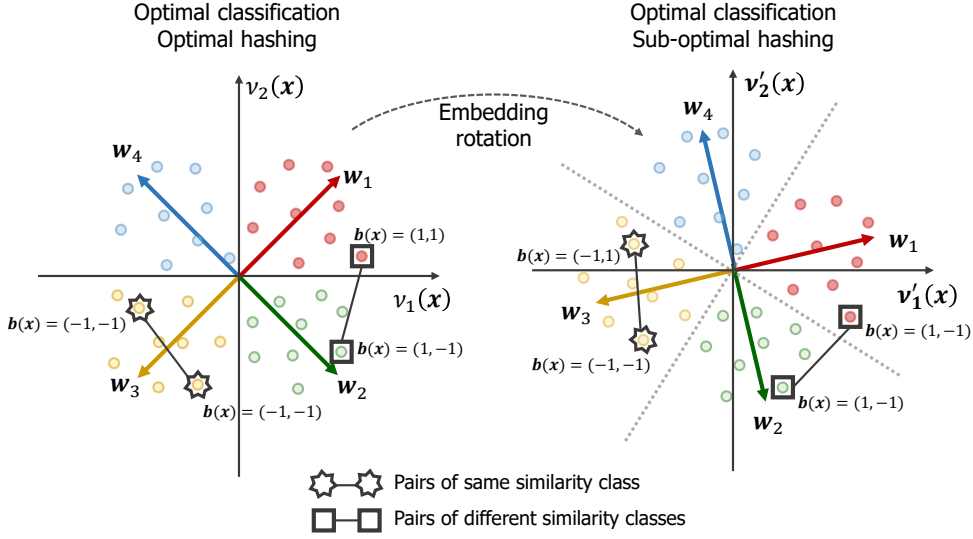 Optimal classification
Optimal hashing
Optimal classification
Sub-optimal hashing
Embedding
rotation
ν₂(x)
w₄
w₁
b(x) = (1,1)
ν₁(x)
b(x) = (−1,−1)
b(x) = (1,−1)
w₃
w₂
b(x) = (−1,−1)
ν′₂(x)
w₄
w₁
b(x) = (−1,1)
ν′₁(x)
w₃
b(x) = (1,−1)
b(x) = (−1,−1)
b(x) = (1,−1)
w₂
Pairs of same similarity class
Pairs of different similarity classes